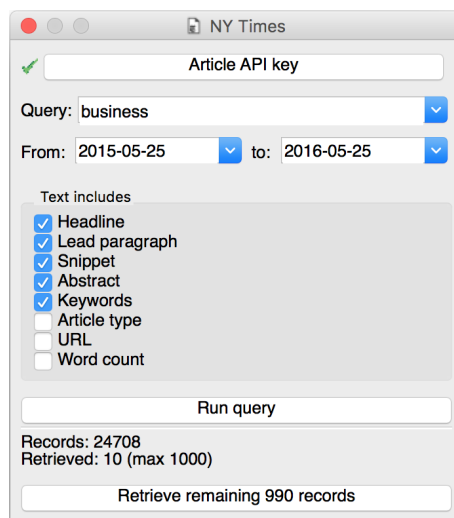 NY Times
Article API key
Query: business
From: 2015-05-25 to: 2016-05-25
Text includes
Headline
Lead paragraph
Snippet
Abstract
Keywords
Article type
URL
Word count
Run query
Records: 24708
Retrieved: 10 (max 1000)
Retrieve remaining 990 records